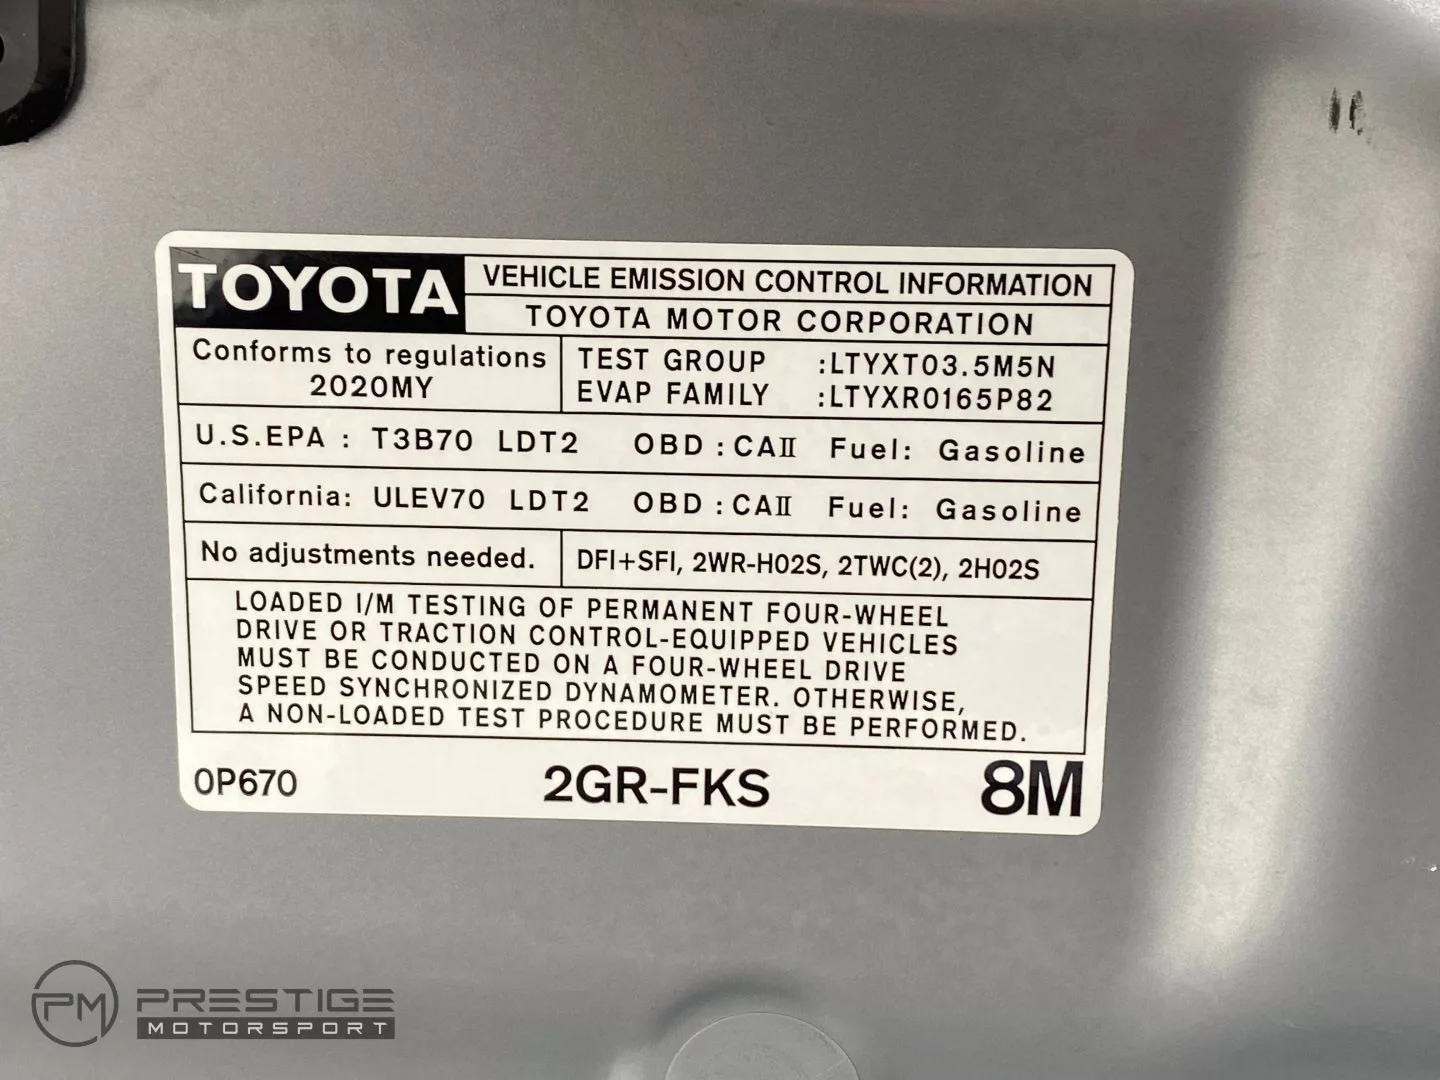 TOYOTA
VEHICLE EMISSION CONTROL INFORMATION
TOYOTA MOTOR CORPORATION
Conforms to regulations
2020MY
TEST GROUP :LTYXT03.5M5N
EVAP FAMILY :LTYXR0165P82
U.S.EPA : T3B70 LDT2 OBD : CAⅡ Fuel: Gasoline
California: ULEV70 LDT2 OBD : CAⅡ Fuel: Gasoline
No adjustments needed.
DFI+SFI, 2WR-HO2S, 2TWC(2), 2HO2S
LOADED I/M TESTING OF PERMANENT FOUR-WHEEL
DRIVE OR TRACTION CONTROL-EQUIPPED VEHICLES
MUST BE CONDUCTED ON A FOUR-WHEEL DRIVE
SPEED SYNCHRONIZED DYNAMOMETER. OTHERWISE,
A NON-LOADED TEST PROCEDURE MUST BE PERFORMED.
0P670 2GR-FKS 8M
PM PRESTIGE
MOTORSPORT